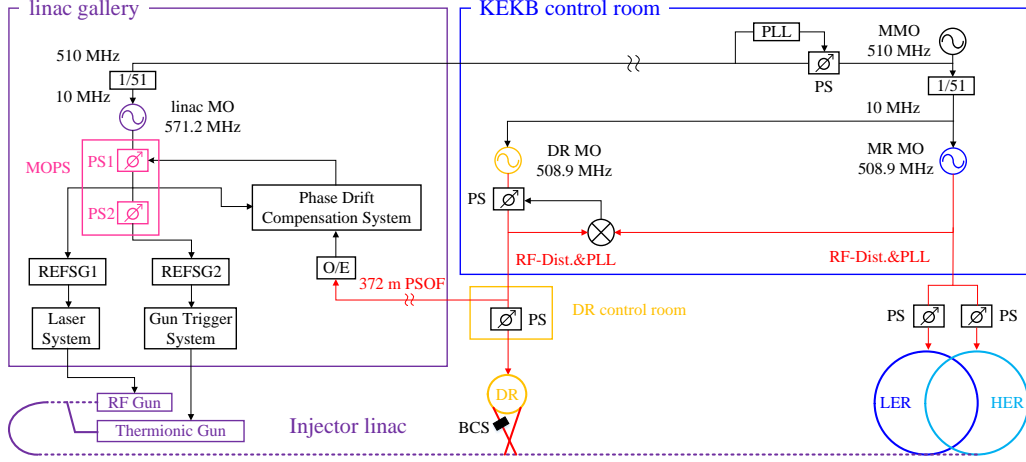 linac gallery
KEKB control room
510 MHz
1/51
10 MHz
linac MO
571.2 MHz
MOPS
PS1
PS2
Phase Drift
Compensation System
REFSG1
REFSG2
O/E
372 m PSOF
Laser
System
Gun Trigger
System
RF Gun
Thermionic Gun
Injector linac
PLL
PS
MMO
510 MHz
1/51
10 MHz
DR MO
508.9 MHz
MR MO
508.9 MHz
PS
RF-Dist.&PLL
RF-Dist.&PLL
PS
DR control room
PS
PS
DR
BCS
LER
HER